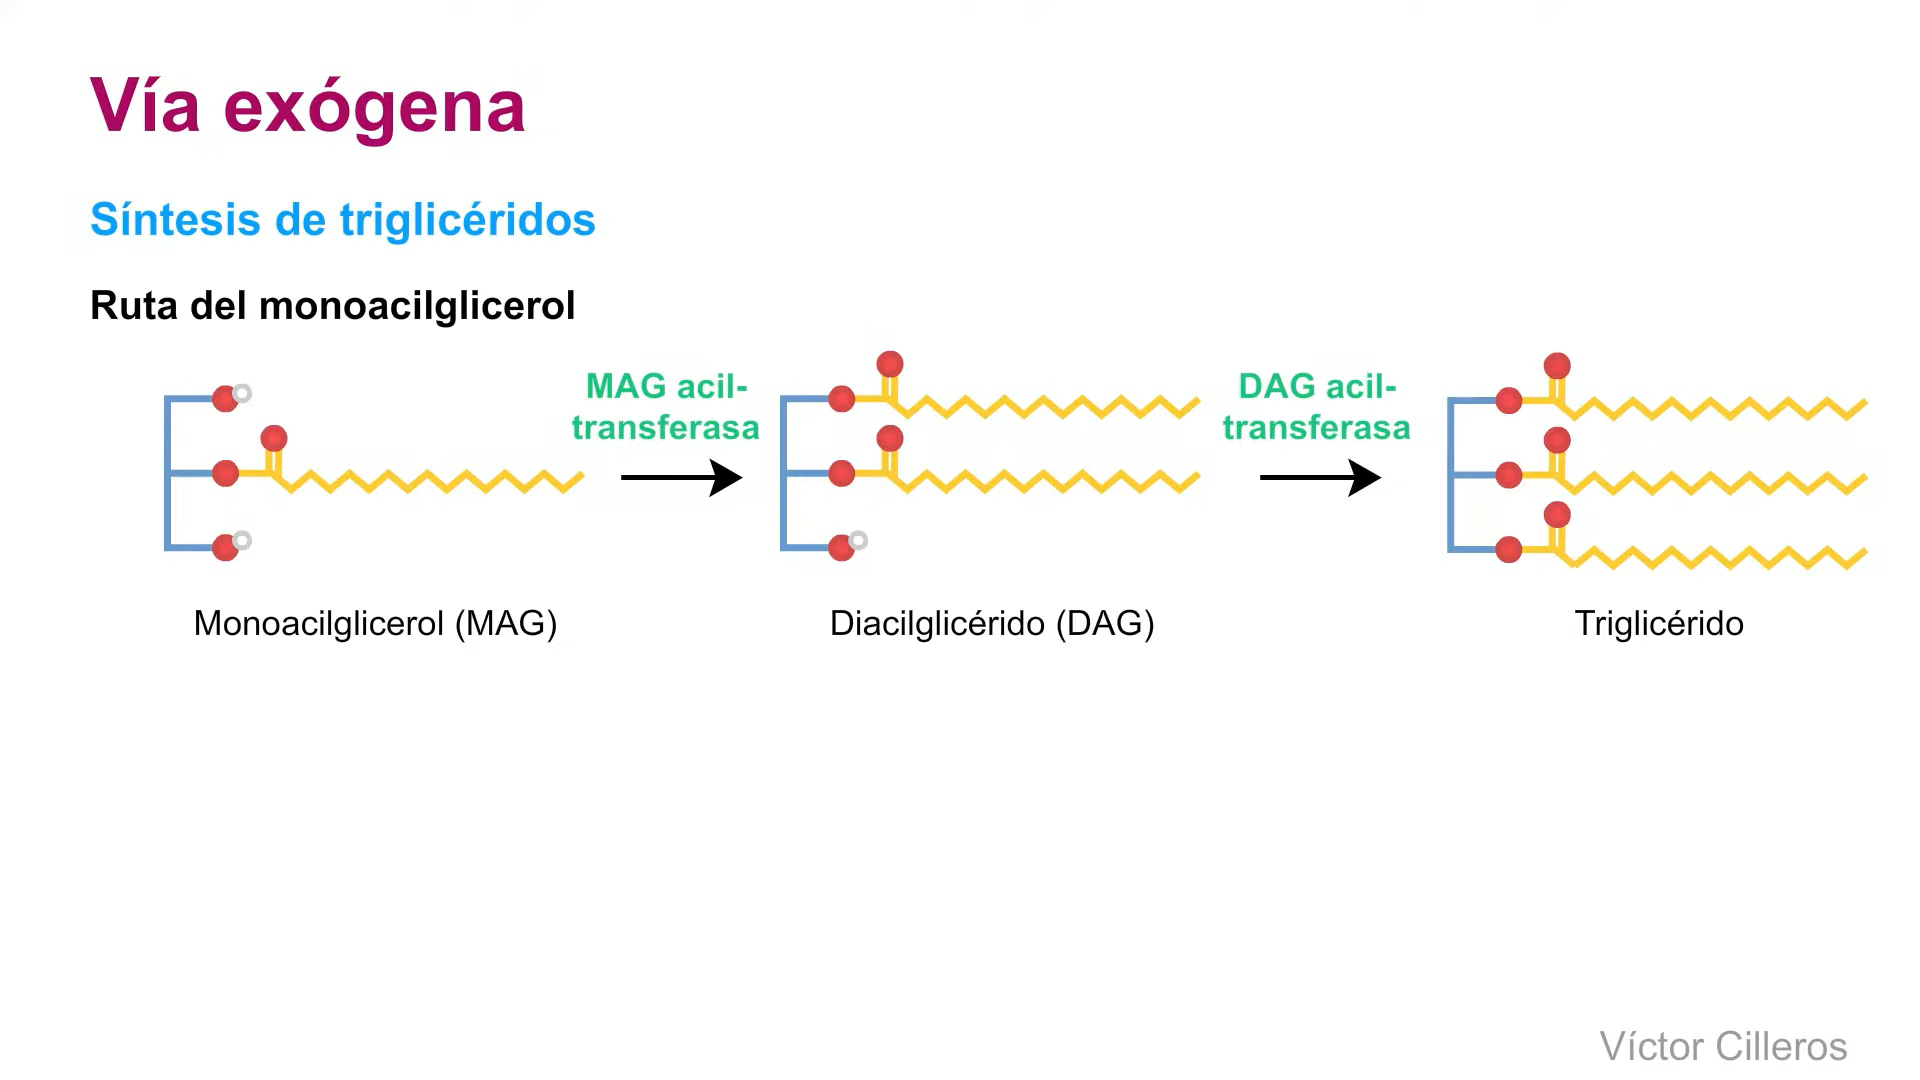 Vía exógena
Síntesis de triglicéridos
Ruta del monoacilglicerol
MAG acil-
transferasa
DAG acil-
transferasa
Monoacilglicerol (MAG)
Diacilglicérido (DAG)
Triglicérido
Víctor Cilleros